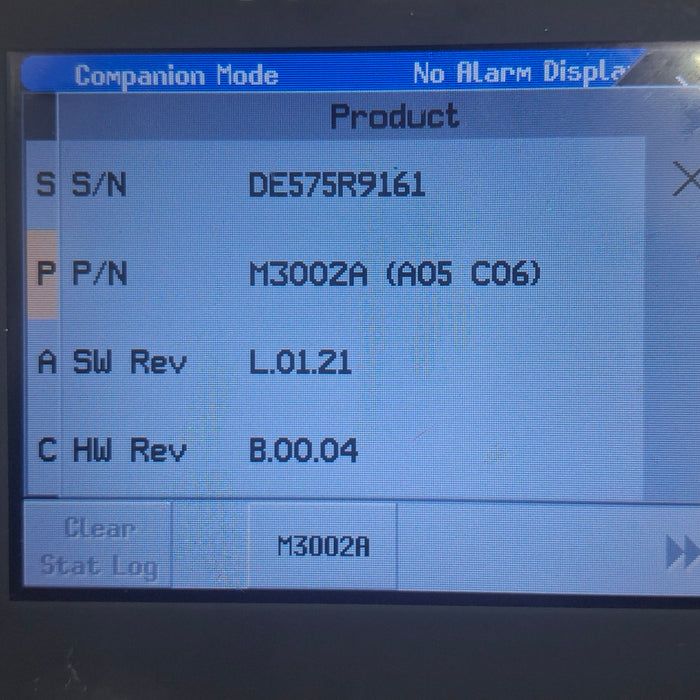 Companion Mode No Alarm Displa
Product
S S/N DE575R9161
P P/N M3002A (A05 C06)
A SW Rev L.01.21
C HW Rev B.00.04
Clear
Stat Log
M3002A